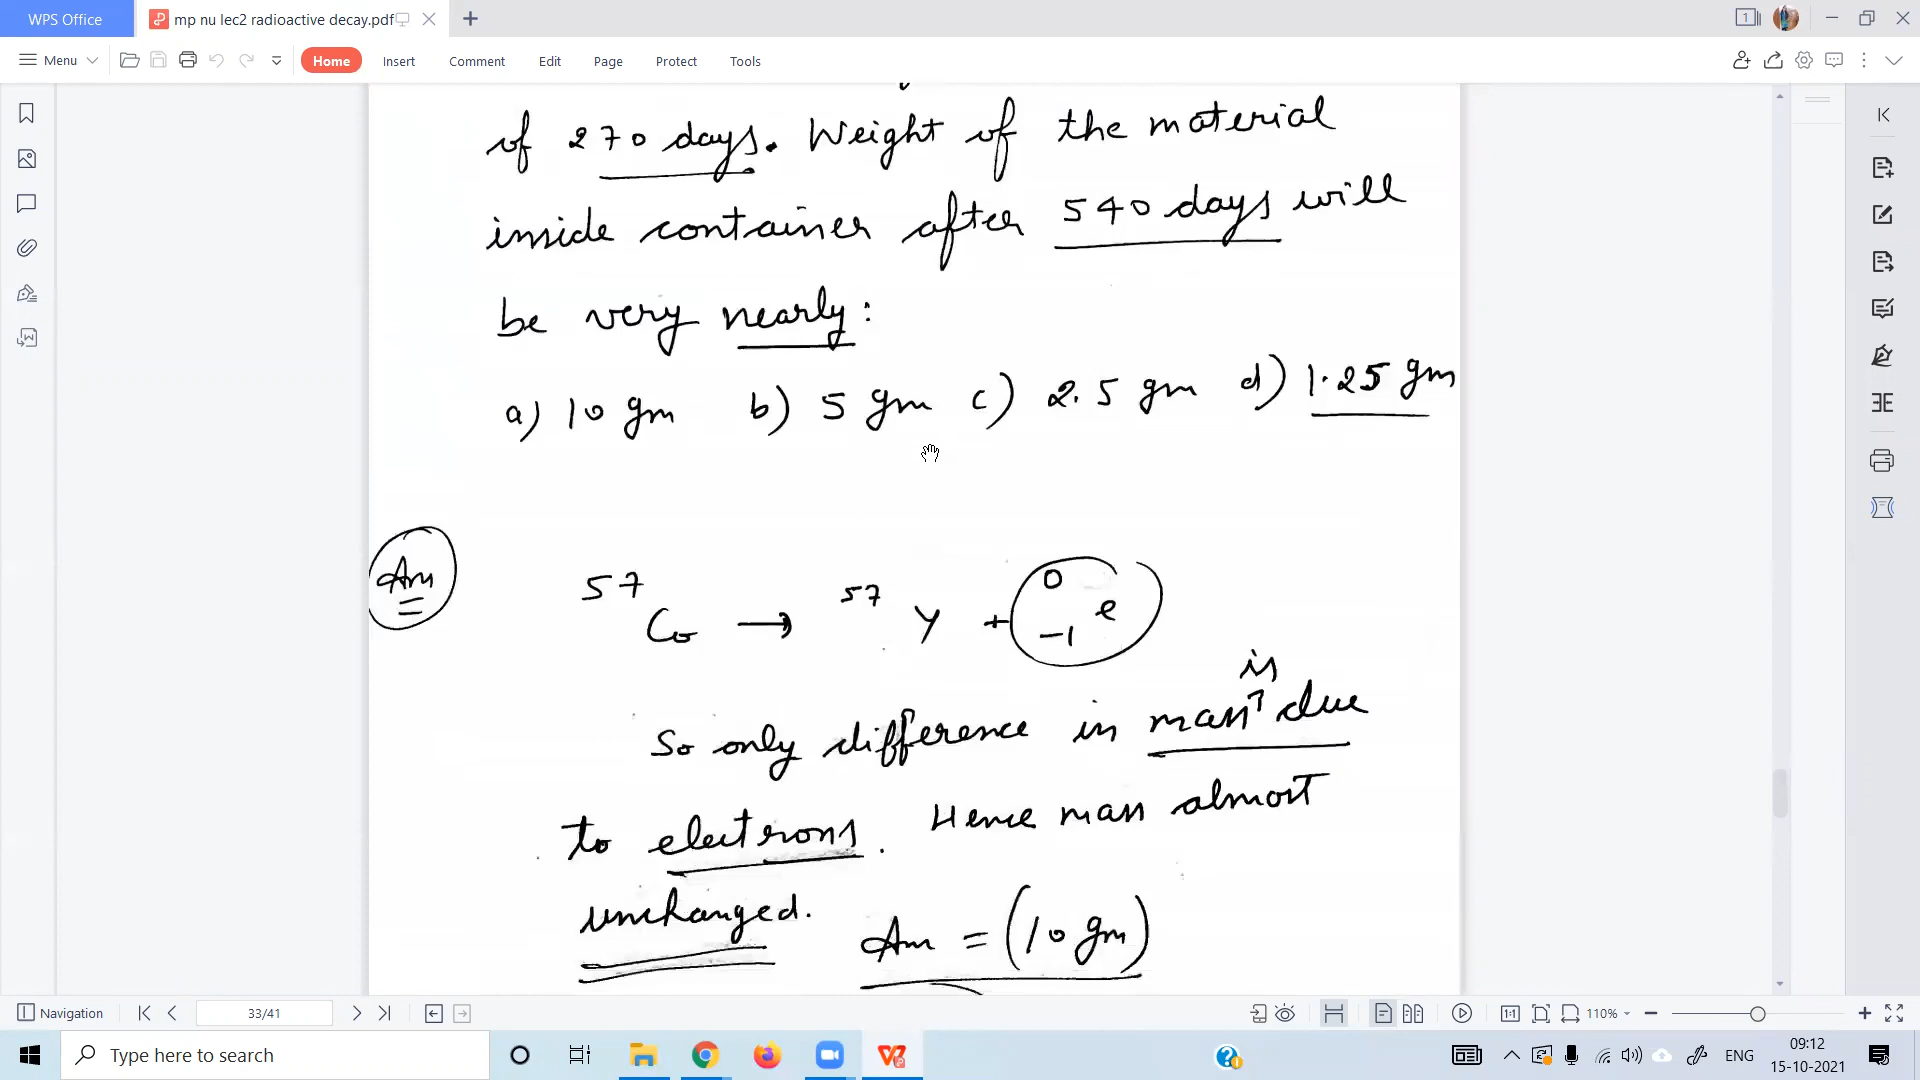 WPS Office
mp nu lec2 radioactive decay.pdf
1
Menu
Home
Insert
Comment
Edit
Page
Protect
Tools
of 270 days. Weight of the material
inside container after 540 days will
be very nearly:
a) 10 gm b) 5 gm c) 2.5 gm d) 1.25 gm
Ans
57 Co → 57 Y + 0 -1 e
So only difference in mass is due
to electrons. Hence mass almost
unchanged. Ans = (10 gm)
Navigation
33/41
1:1
110%
Type here to search
ENG
09:12
15-10-2021